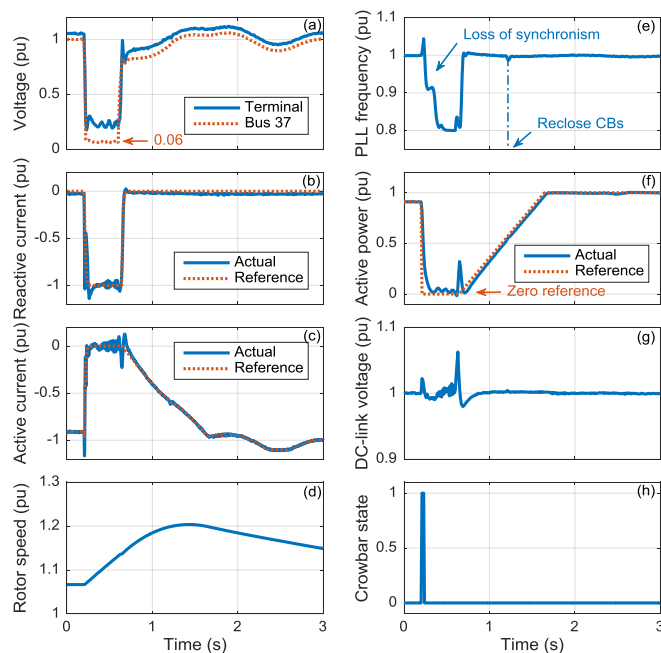 (a)
Voltage (pu)
1
0.5
0
Terminal
Bus 37
0.06
(b)
Reactive current (pu)
0
-0.5
-1
Actual
Reference
(c)
Active current (pu)
0
-0.5
-1
Actual
Reference
(d)
Rotor speed (pu)
1.3
1.2
1.1
1
0
1
2
3
Time (s)
(e)
PLL frequency (pu)
1
0.9
0.8
Loss of synchronism
Reclose CBs
(f)
Active power (pu)
1
0.5
0
Actual
Reference
Zero reference
(g)
DC-link voltage (pu)
1.1
1
0.9
(h)
Crowbar state
1
0.5
0
0
1
2
3
Time (s)